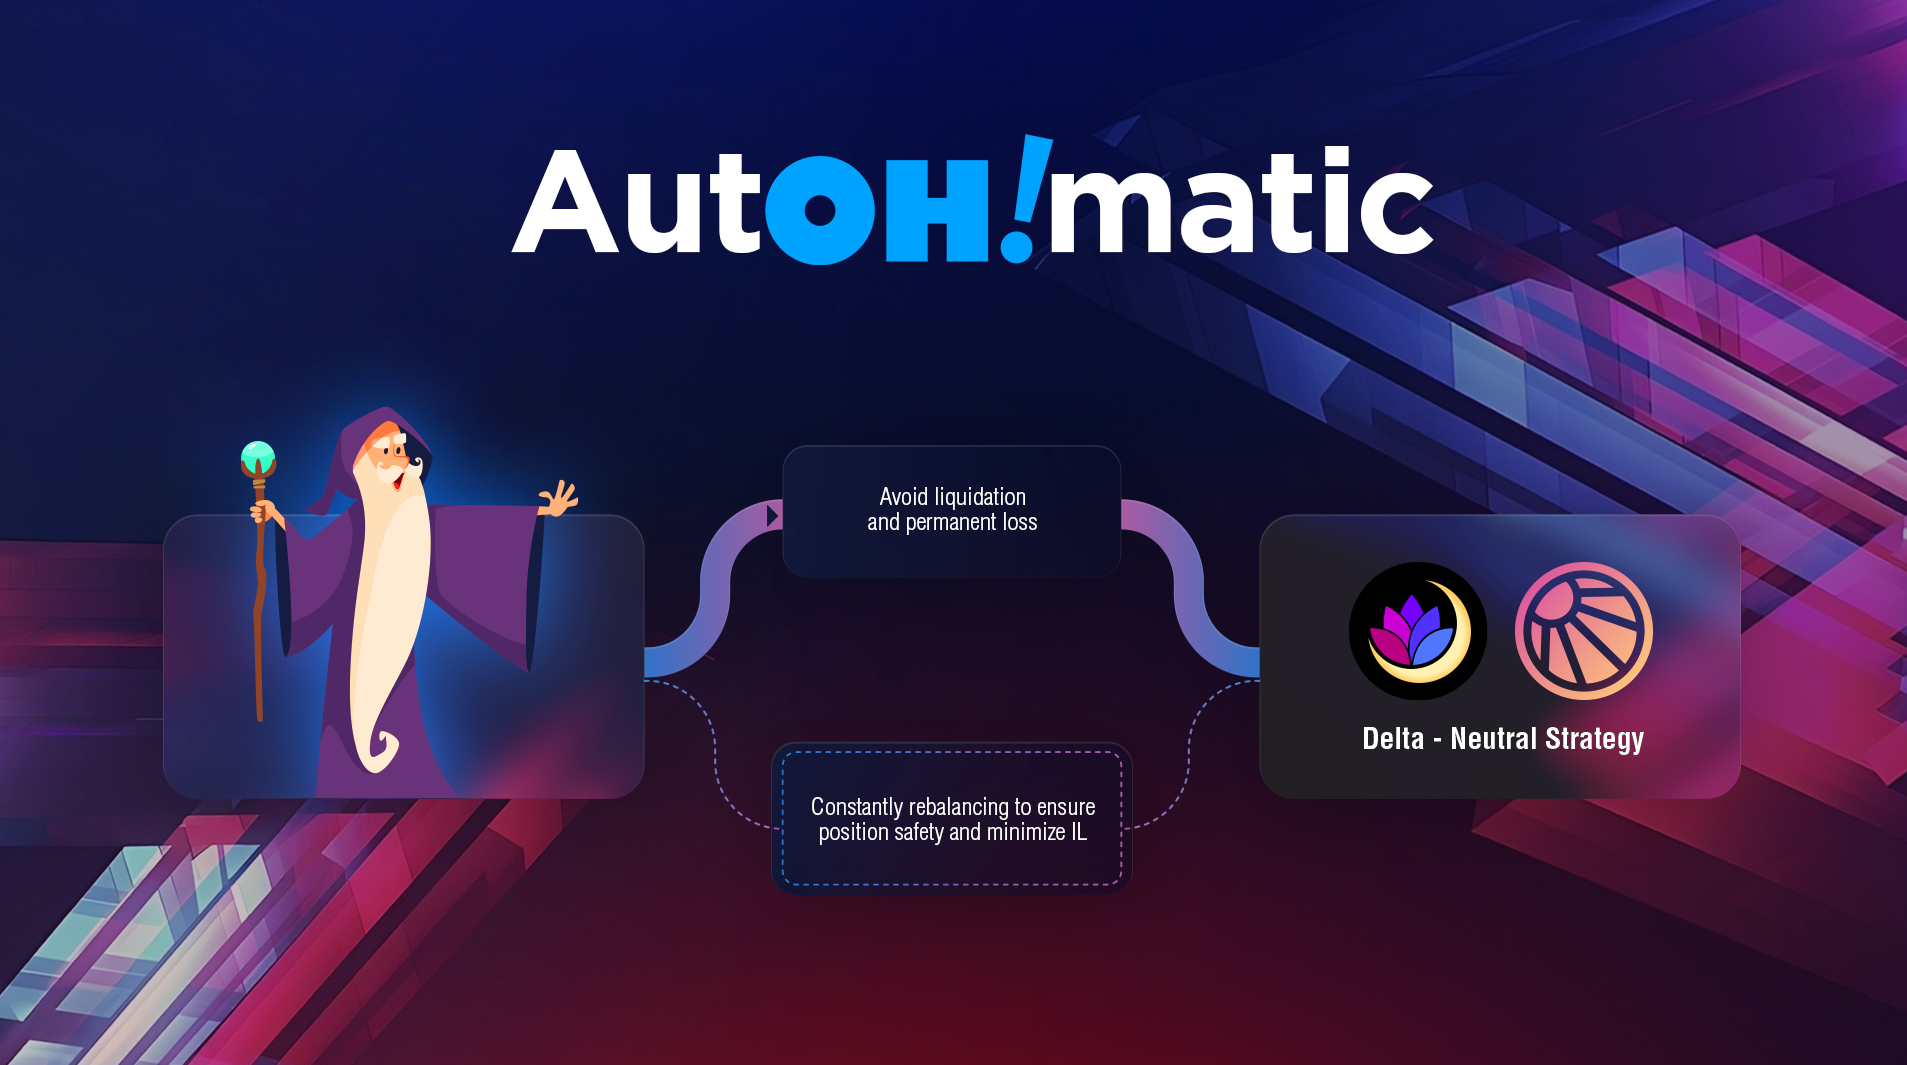 AutOH!matic
Avoid liquidation
and permanent loss
Delta - Neutral Strategy
Constantly rebalancing to ensure
position safety and minimize IL